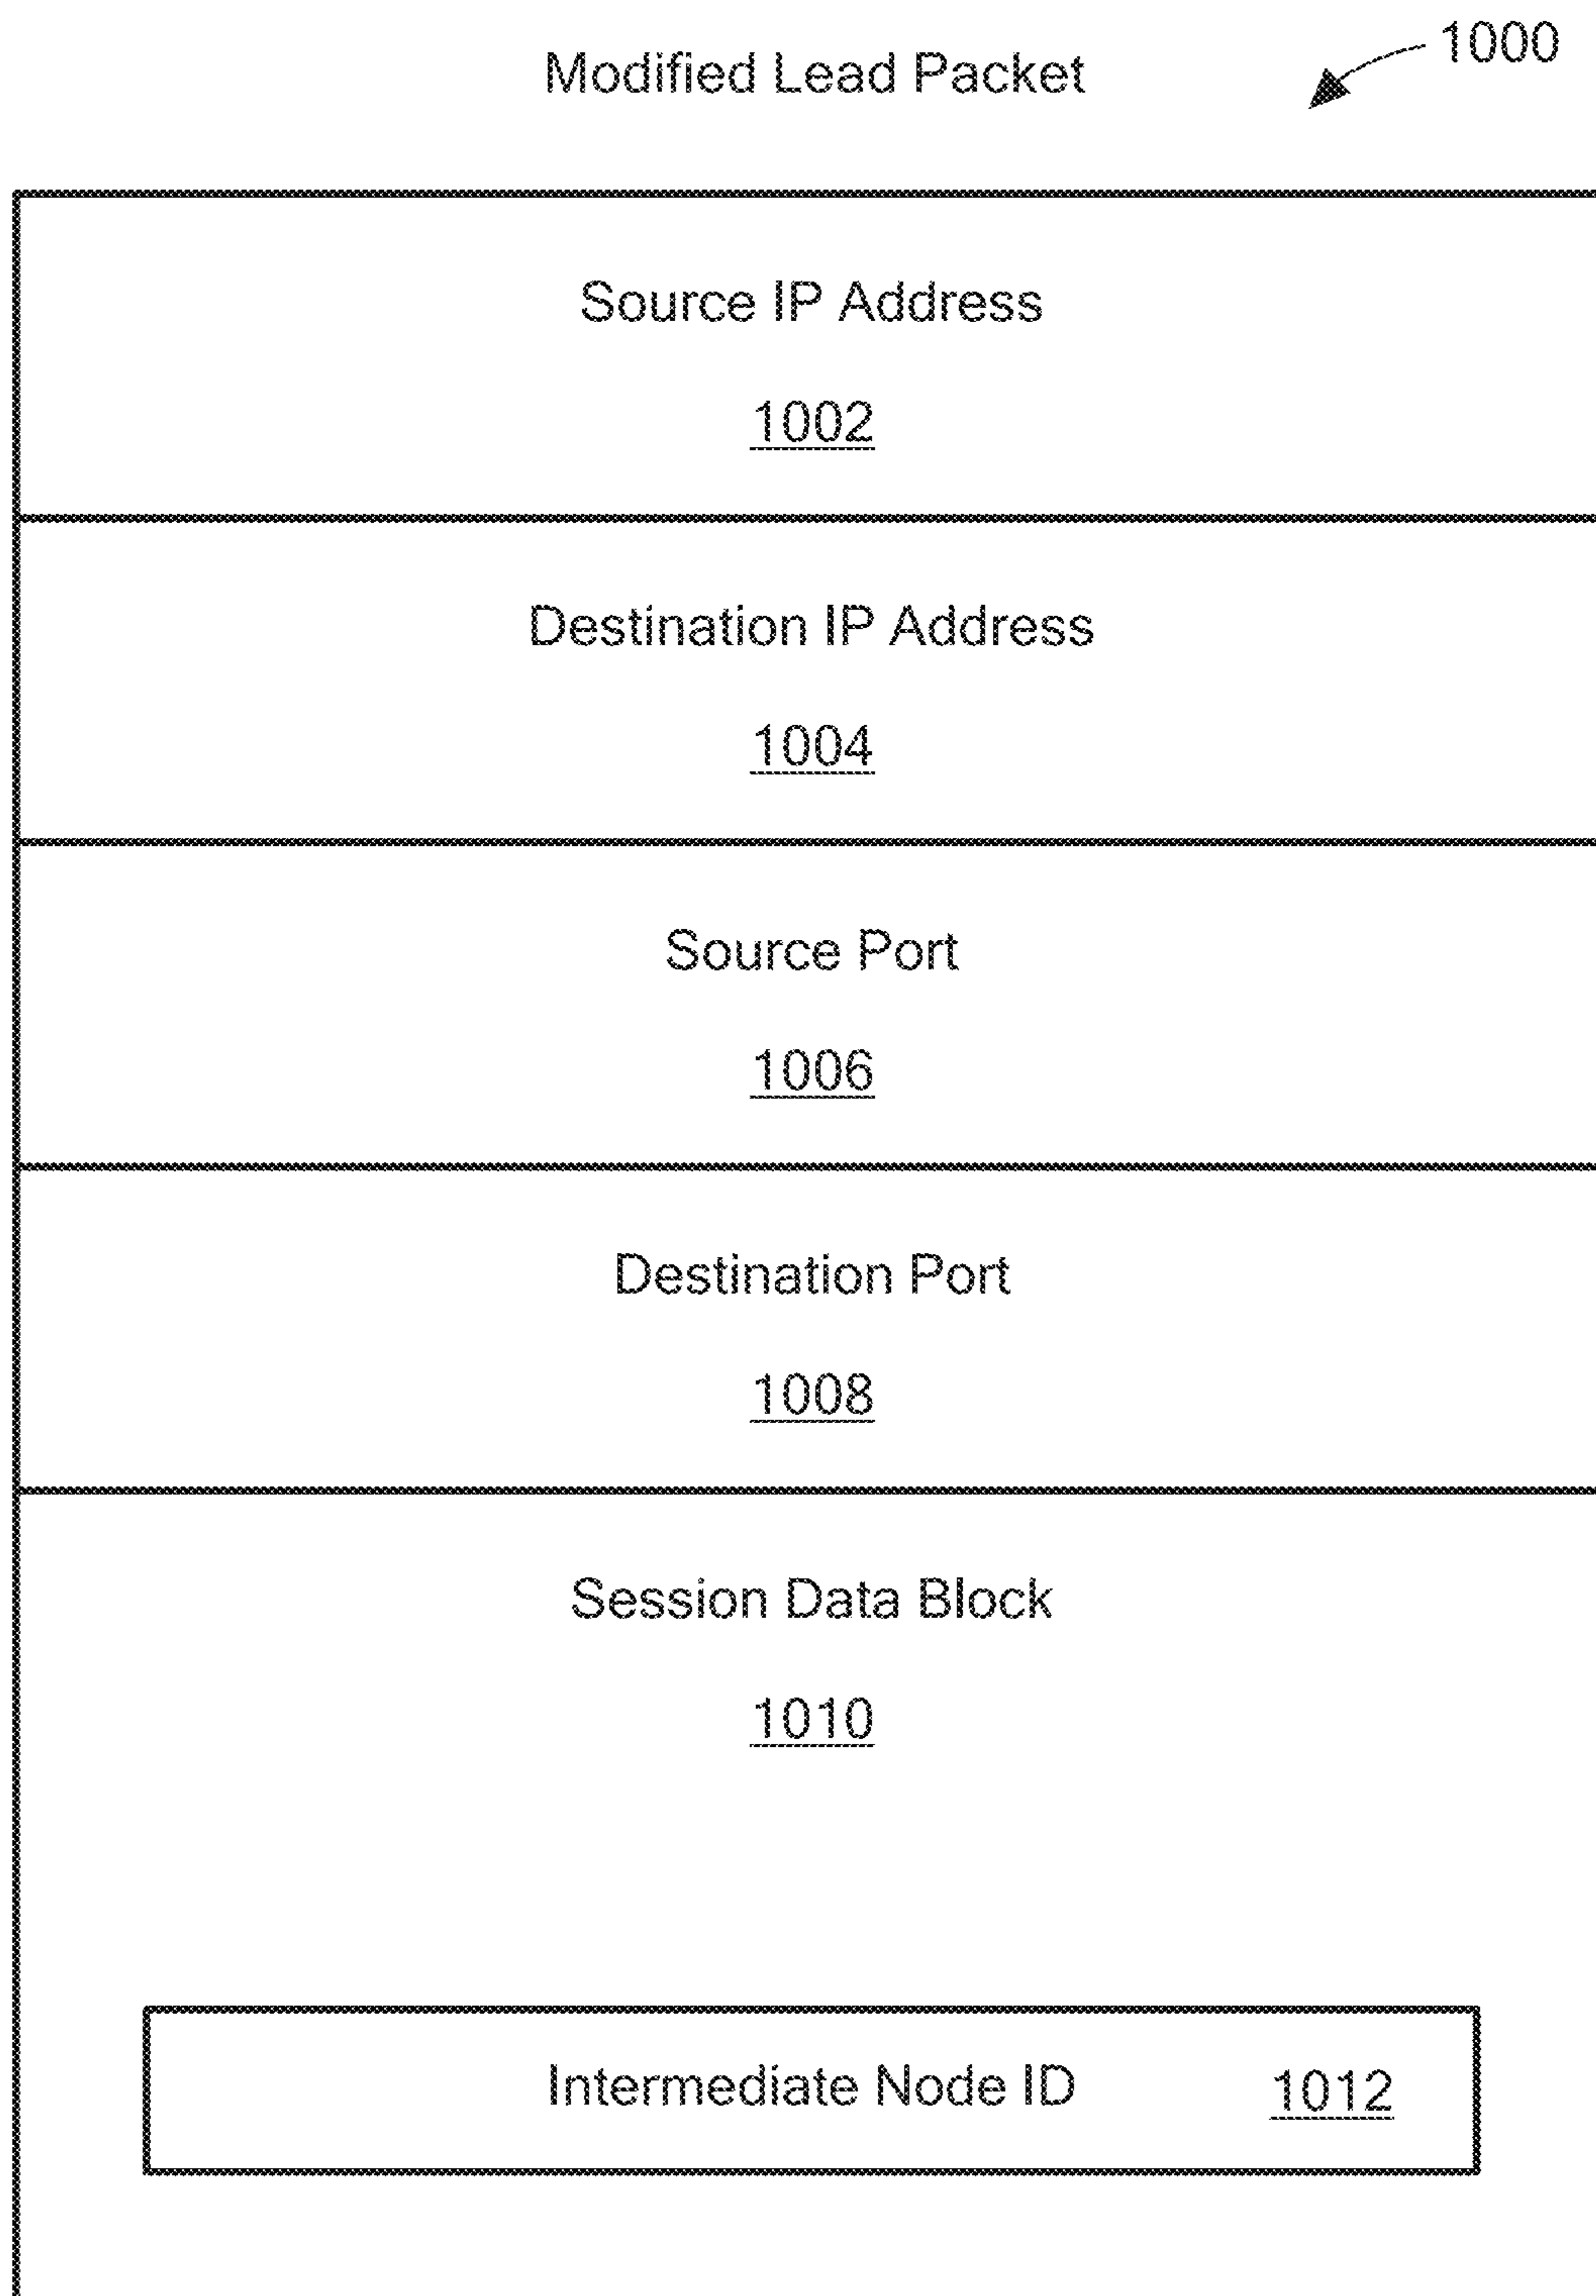 Modified Lead Packet
1000
Source IP Address
1002
Destination IP Address
1004
Source Port
1006
Destination Port
1008
Session Data Block
1010
Intermediate Node ID 1012